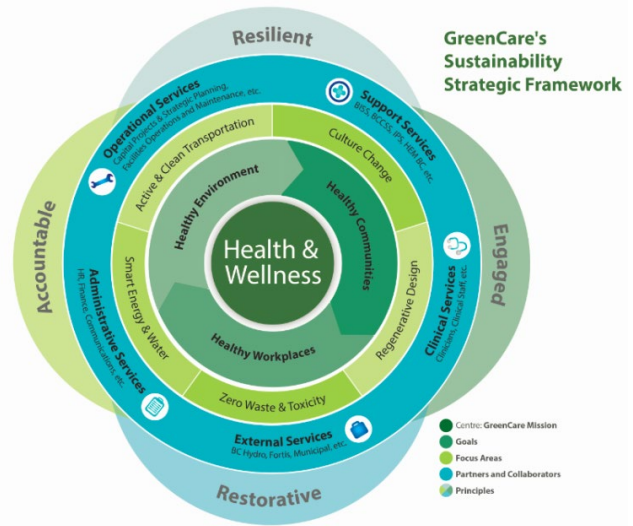 GreenCare's
Sustainability
Strategic Framework
Resilient
Engaged
Restorative
Accountable
Operational Services
Capital Projects & Strategic Planning,
Facilities Operations and Maintenance, etc.
Support Services
BISS, BCCSS, IPS, HEM BC, etc.
Clinical Services
Clinicians, Clinical Staff, etc.
External Services
BC Hydro, Fortis, Municipal, etc.
Administrative Services
HR, Finance, Communications, etc.
Active & Clean Transportation
Culture Change
Regenerative Design
Zero Waste & Toxicity
Smart Energy & Water
Healthy Environment
Healthy Communities
Healthy Workplaces
Health &
Wellness
Centre: GreenCare Mission
Goals
Focus Areas
Partners and Collaborators
Principles